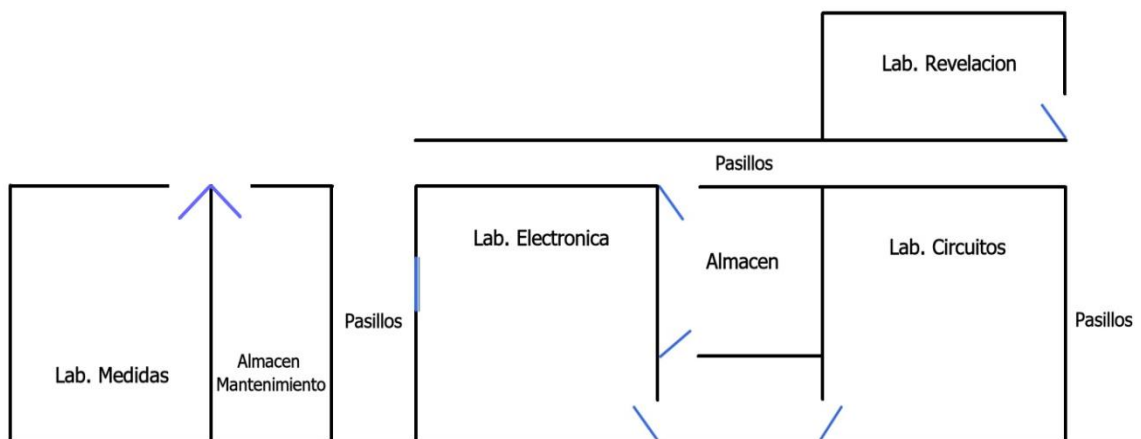 Lab. Revelacion
Pasillos
Lab. Electronica
Almacen
Lab. Circuitos
Pasillos
Pasillos
Lab. Medidas
Almacen
Mantenimiento